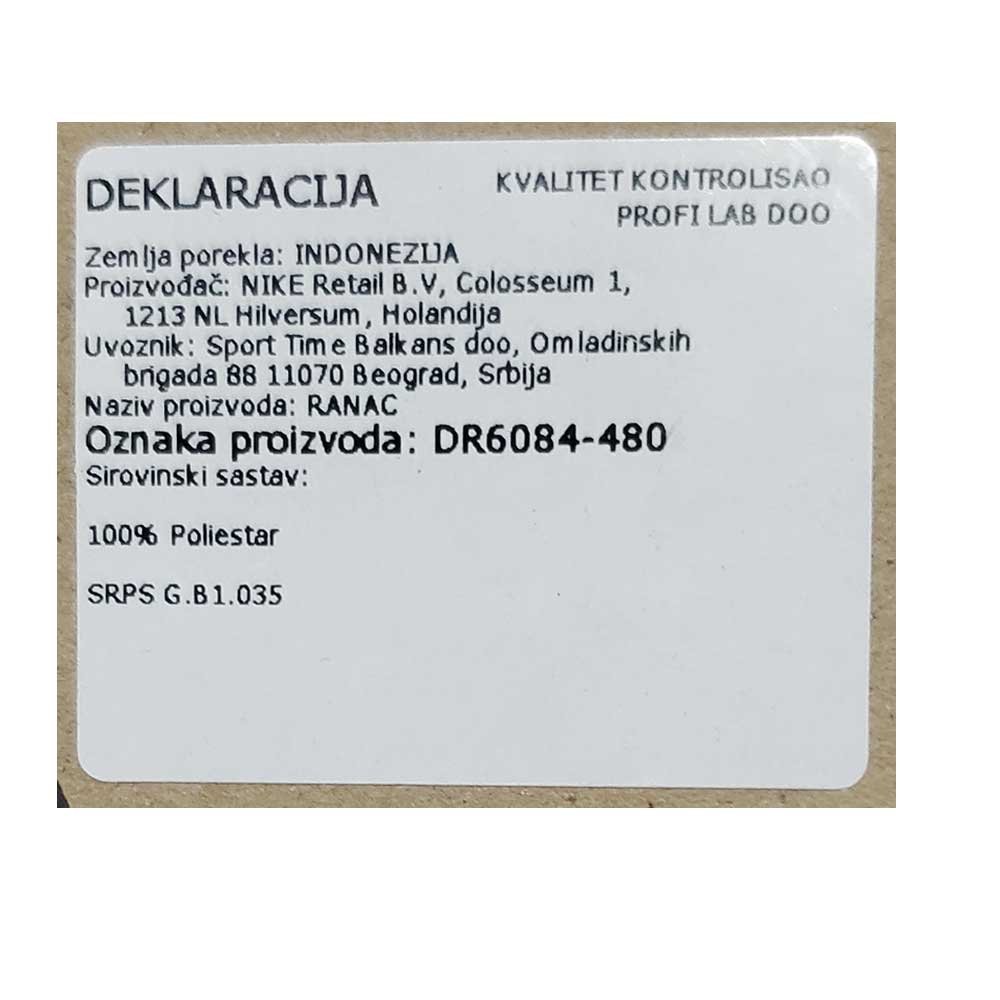 DEKLARACIJA
KVALITET KONTROLISAO
PROFI LAB DOO
Zemlja porekla: INDONEZIJA
Proizvođač: NIKE Retail B.V, Colosseum 1,
1213 NL Hilversum, Holandija
Uvoznik: Sport Time Balkans doo, Omladinskih
brigada 88 11070 Beograd, Srbija
Naziv proizvoda: RANAC
Oznaka proizvoda: DR6084-480
Sirovinski sastav:
100% Poliestar
SRPS G.B1.035